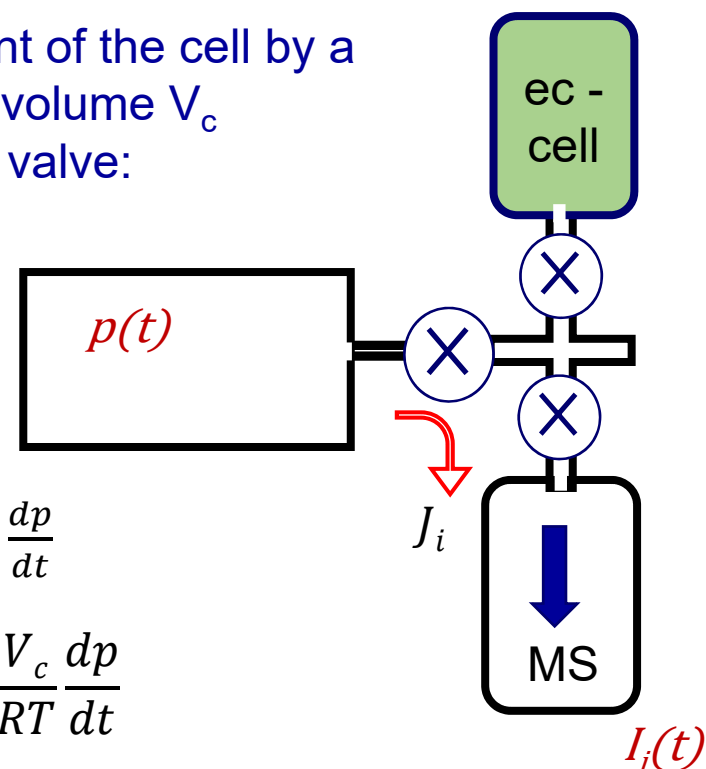 nt of the cell by a
volume V_c
valve:
ec -
cell
p(t)
J_i
dp
dt
V_c dp
RT dt
MS
I_i(t)